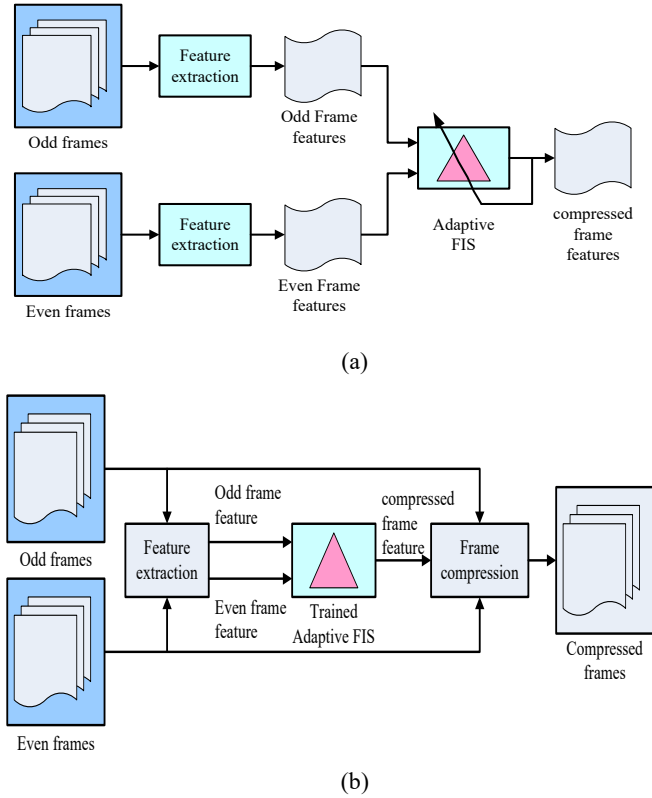 Feature
extraction
Odd frames
Odd Frame
features
Adaptive
FIS
compressed
frame
features
Feature
extraction
Even frames
Even Frame
features
(a)
Odd frames
Odd frame
feature
compressed
frame
feature
Feature
extraction
Frame
compression
Even frame
feature
Trained
Adaptive FIS
Compressed
frames
Even frames
(b)